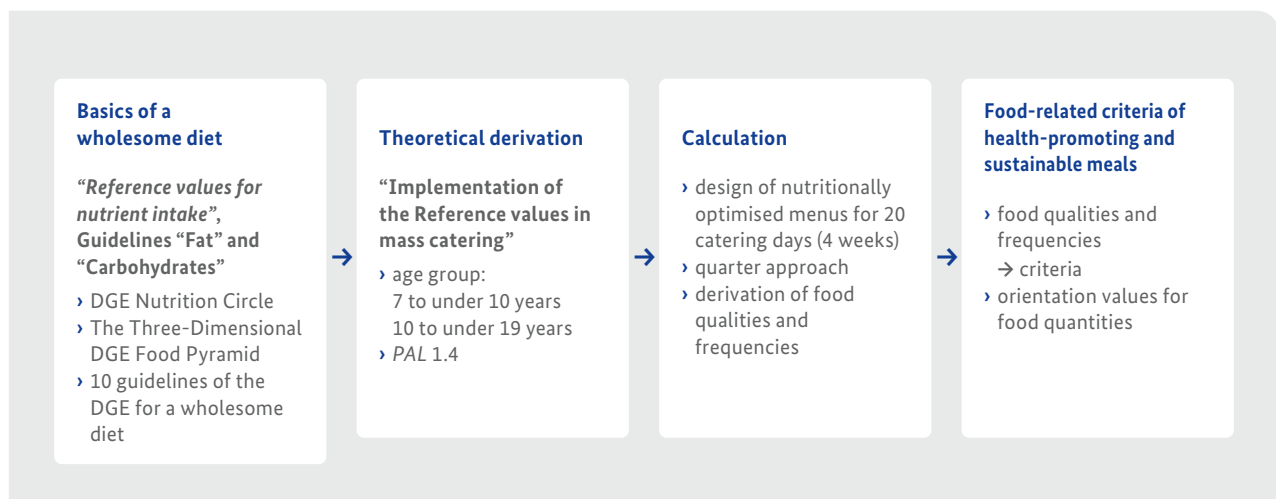 Basics of a
wholesome diet
“Reference values for
nutrient intake”,
Guidelines “Fat” and
“Carbohydrates”
› DGE Nutrition Circle
› The Three-Dimensional
DGE Food Pyramid
› 10 guidelines of the
DGE for a wholesome
diet
→
Theoretical derivation
“Implementation of
the Reference values in
mass catering”
› age group:
7 to under 10 years
10 to under 19 years
› PAL 1.4
→
Calculation
› design of nutritionally
optimised menus for 20
catering days (4 weeks)
› quarter approach
› derivation of food
qualities and
frequencies
→
Food-related criteria of
health-promoting and
sustainable meals
› food qualities and
frequencies
→ criteria
› orientation values for
food quantities